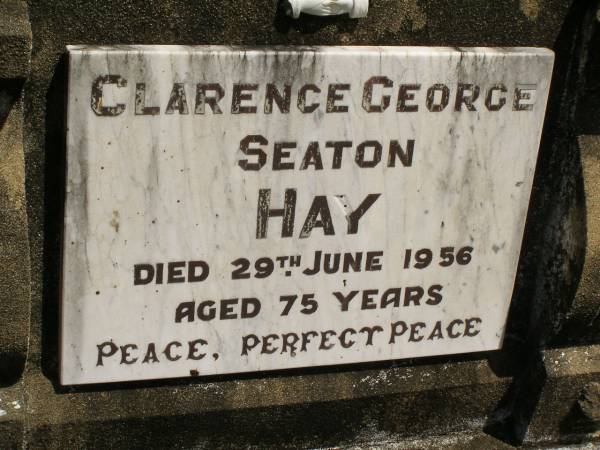 CLARENCE GEORGE
SEATON
HAY
DIED 29TH JUNE 1956
AGED 75 YEARS
PEACE, PERFECT PEACE